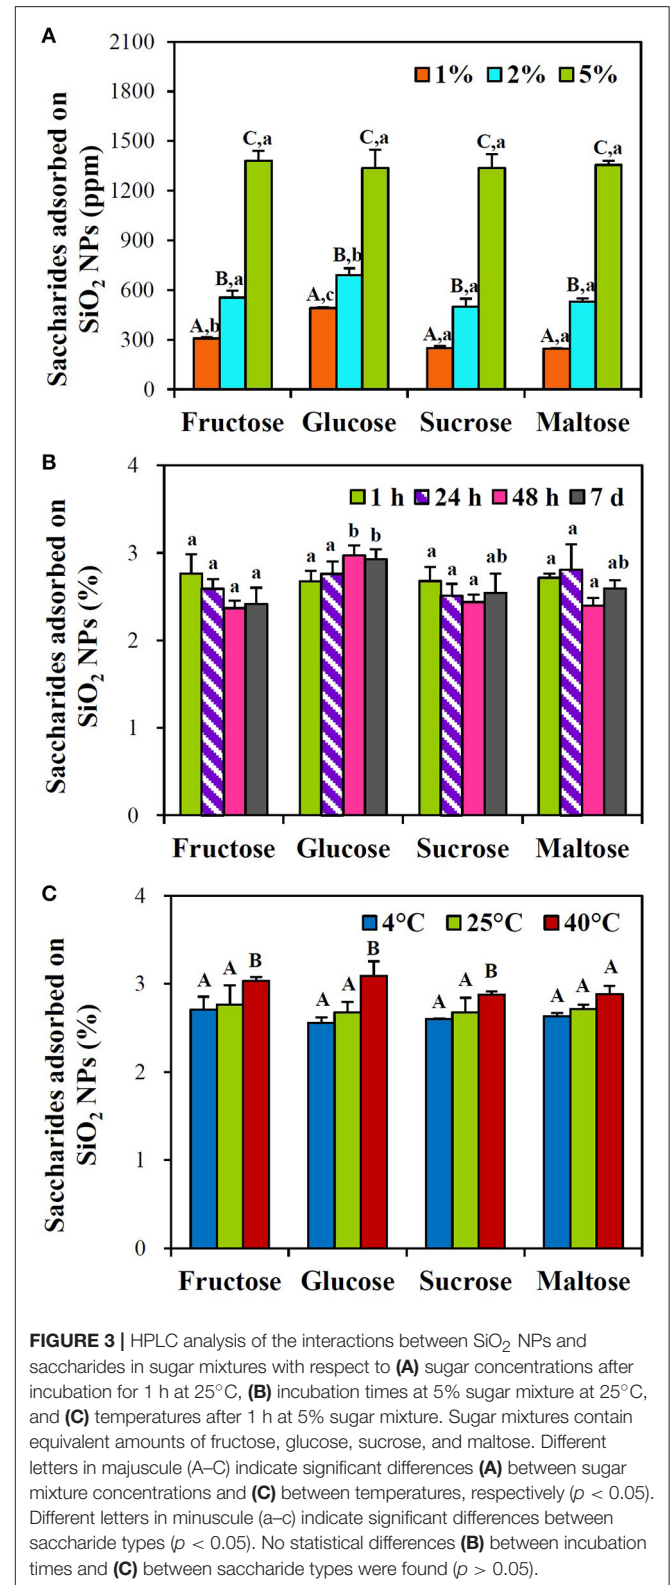 A
2100
1800
1500
1200
900
600
300
0
Saccharides adsorbed on
SiO₂ NPs (ppm)
1% 2% 5%
A,b B,a C,a
A,c B,b C,a
A,a B,a C,a
A,a B,a C,a
Fructose Glucose Sucrose Maltose
B
4
3
2
1
0
Saccharides adsorbed on
SiO₂ NPs (%)
1 h 24 h 48 h 7 d
a a a a
a a b b
a a a ab
a a a ab
Fructose Glucose Sucrose Maltose
C
4
3
2
1
0
Saccharides adsorbed on
SiO₂ NPs (%)
4°C 25°C 40°C
A A B
A A B
A A B
A A A
Fructose Glucose Sucrose Maltose
FIGURE 3 | HPLC analysis of the interactions between SiO₂ NPs and
saccharides in sugar mixtures with respect to (A) sugar concentrations after
incubation for 1 h at 25°C, (B) incubation times at 5% sugar mixture at 25°C,
and (C) temperatures after 1 h at 5% sugar mixture. Sugar mixtures contain
equivalent amounts of fructose, glucose, sucrose, and maltose. Different
letters in majuscule (A–C) indicate significant differences (A) between sugar
mixture concentrations and (C) between temperatures, respectively (p < 0.05).
Different letters in minuscule (a–c) indicate significant differences between
saccharide types (p < 0.05). No statistical differences (B) between incubation
times and (C) between saccharide types were found (p > 0.05).